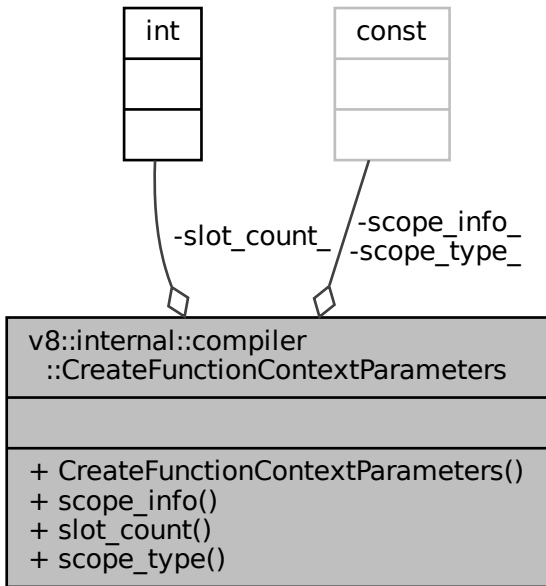 int
const
-slot_count_
-scope_info_
-scope_type_
v8::internal::compiler
::CreateFunctionContextParameters
+ CreateFunctionContextParameters()
+ scope_info()
+ slot_count()
+ scope_type()